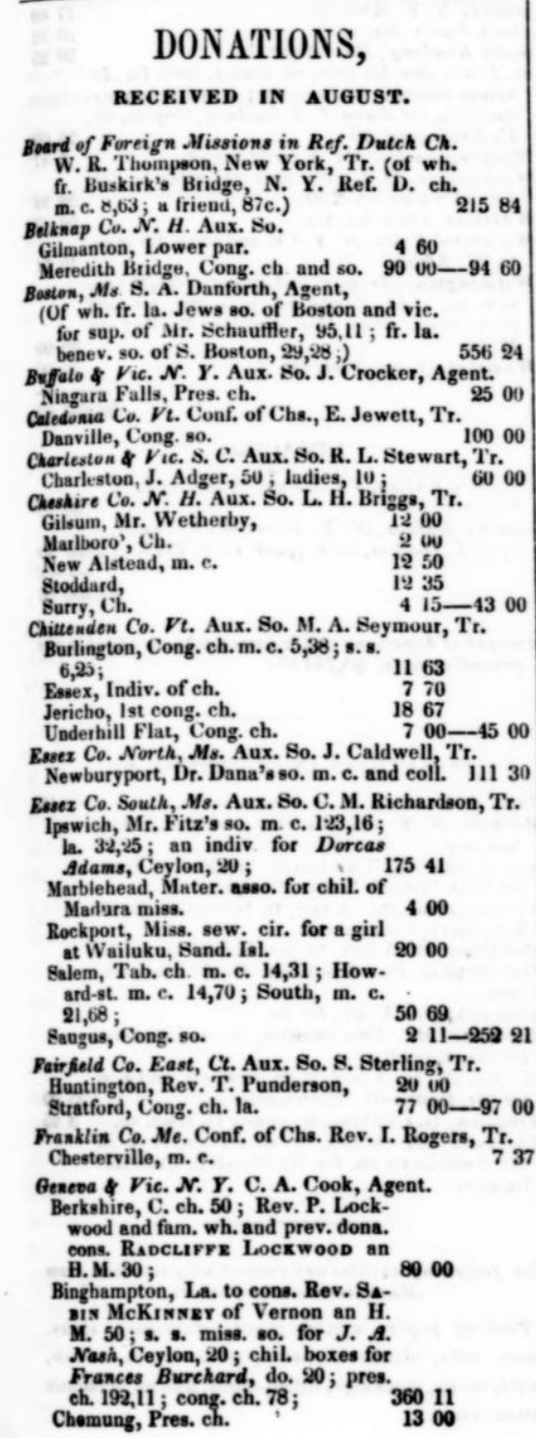 DONATIONS,
RECEIVED IN AUGUST.
Board of Foreign Missions in Ref. Dutch Ch.
W. R. Thompson, New York, Tr. (of wh.
fr. Buskirk's Bridge, N. Y. Ref. D. ch.
m. c. 8,63; a friend, 87c.) 215 84
Belknap Co. N. H. Aux. So.
Gilmanton, Lower par. 4 60
Meredith Bridge, Cong. ch and so. 90 00—94 60
Boston, Ms. S. A. Danforth, Agent,
(Of wh. fr. la. Jews so. of Boston and vic.
for sup. of Mr. Schauffler, 95,11; fr. la.
benev. so. of S. Boston, 29,28;) 556 24
Buffalo & Vic. N. Y. Aux. So. J. Crocker, Agent.
Niagara Falls, Pres. ch. 25 00
Caledonia Co. Vt. Conf. of Chs., E. Jewett, Tr.
Danville, Cong. so. 100 00
Charleston & Vic. S. C. Aux. So. R. L. Stewart, Tr.
Charleston, J. Adger, 50; ladies, 10; 60 00
Cheshire Co. N. H. Aux. So. L. H. Briggs, Tr.
Gilsum, Mr. Wetherby, 12 00
Marlboro', Ch. 2 00
New Alstead, m. c. 12 50
Stoddard, 12 35
Surry, Ch. 4 15—43 00
Chittenden Co. Vt. Aux. So. M. A. Seymour, Tr.
Burlington, Cong. ch. m. c. 5,38; s. s.
6,25; 11 63
Essex, Indiv. of ch. 7 70
Jericho, 1st cong. ch. 18 67
Underhill Flat, Cong. ch. 7 00—45 00
Essex Co. North, Ms. Aux. So. J. Caldwell, Tr.
Newburyport, Dr. Dana's so. m. c. and coll. 111 30
Essex Co. South, Ms. Aux. So. C. M. Richardson, Tr.
Ipswich, Mr. Fitz's so. m. c. 123,16;
la. 32,25; an indiv. for Dorcas
Adams, Ceylon, 20; 175 41
Marblehead, Mater. asso. for chil. of
Madura miss. 4 00
Rockport, Miss. sew. cir. for a girl
at Wailuku, Sand. Isl. 20 00
Salem, Tab. ch. m. c. 14,31; How-
ard-st. m. c. 14,70; South, m. c.
21,68; 50 69
Saugus, Cong. so. 2 11—252 21
Fairfield Co. East, Ct. Aux. So. S. Sterling, Tr.
Huntington, Rev. T. Punderson, 20 00
Stratford, Cong. ch. la. 77 00—97 00
Franklin Co. Me. Conf. of Chs. Rev. I. Rogers, Tr.
Chesterville, m. c. 7 37
Geneva & Vic. N. Y. C. A. Cook, Agent.
Berkshire, C. ch. 50; Rev. P. Lock-
wood and fam. wh. and prev. dona.
cons. RADCLIFFE LOCKWOOD an
H. M. 30; 80 00
Binghampton, La. to cons. Rev. SA-
BIN MCKINNEY of Vernon an H.
M. 50; s. s. miss. so. for J. A.
Nash, Ceylon, 20; chil. boxes for
Frances Burchard, do. 20; pres.
ch. 192,11; cong. ch. 78; 360 11
Chemung, Pres. ch. 13 00